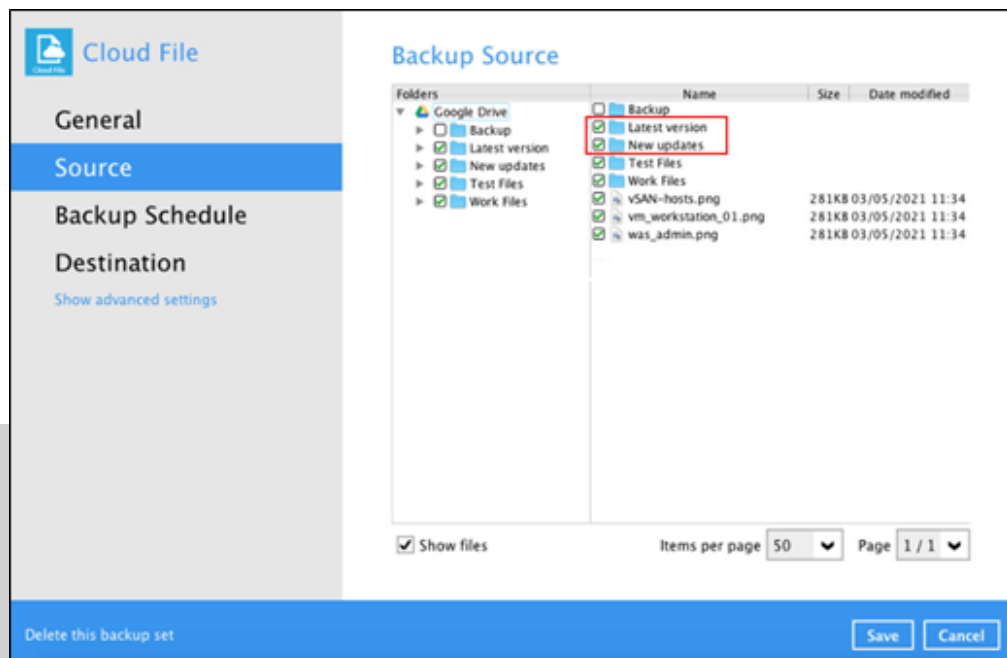 Cloud File
Cloud File
General
Source
Backup Schedule
Destination
Show advanced settings
Backup Source
Folders
Google Drive
Backup
Latest version
New updates
Test Files
Work Files
Name Size Date modified
Backup
Latest version
New updates
Test Files
Work Files
vSAN-hosts.png 281KB 03/05/2021 11:34
vm_workstation_01.png 281KB 03/05/2021 11:34
was_admin.png 281KB 03/05/2021 11:34
Show files Items per page 50 Page 1 / 1
Delete this backup set Save Cancel